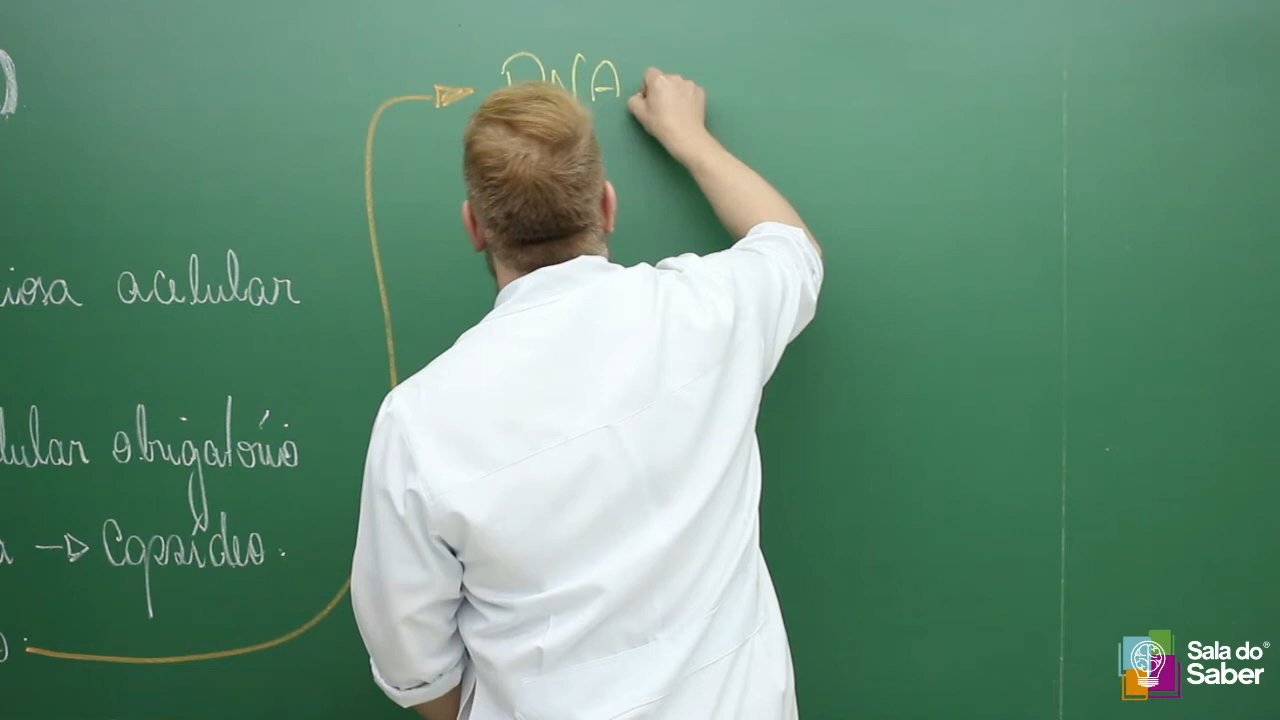 DNA
iosa acelular
lular obrigatório
a → Capsídeo.
o.
Sala do®
Saber